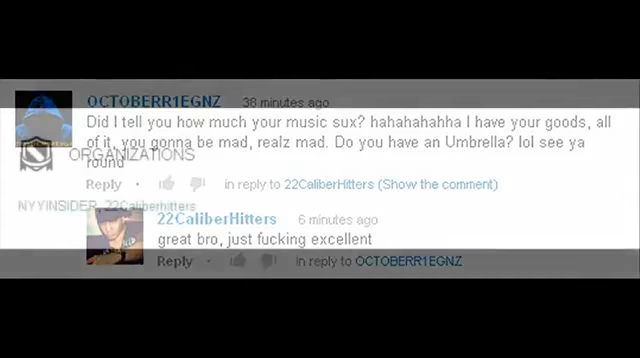 OCTOBERR1EGNZ 38 minutes ago
Did I tell you how much your music sux? hahahahahha I have your goods, all
of it, you gonna be mad, realz mad. Do you have an Umbrella? lol see ya
round
ORGANIZATIONS
Reply • in reply to 22CaliberHitters (Show the comment)
NYYINSIDER_22Caliberhitters
22CaliberHitters 6 minutes ago
great bro, just fucking excellent
Reply • in reply to OCTOBERR1EGNZ